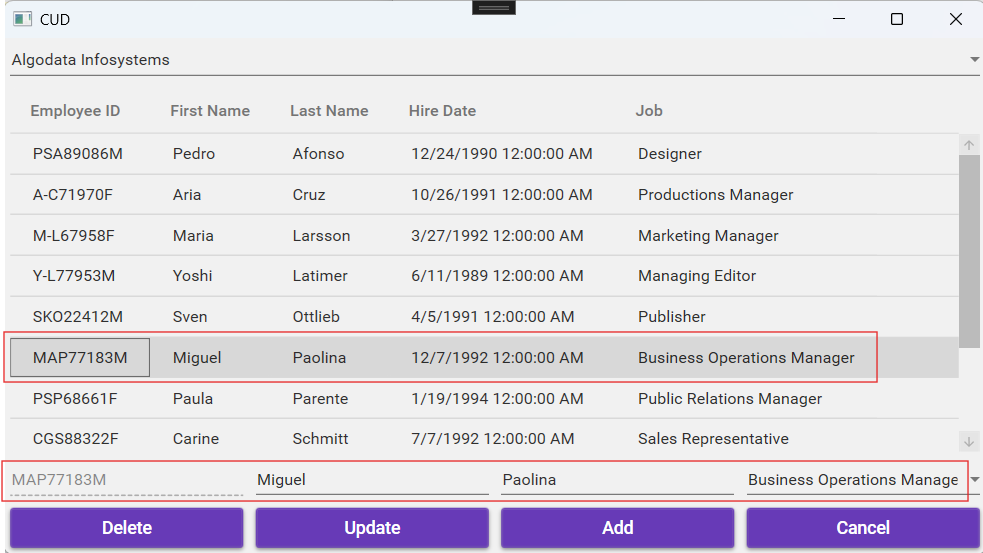 CUD
Algodata Infosystems
Employee ID First Name Last Name Hire Date Job
PSA89086M Pedro Afonso 12/24/1990 12:00:00 AM Designer
A-C71970F Aria Cruz 10/26/1991 12:00:00 AM Productions Manager
M-L67958F Maria Larsson 3/27/1992 12:00:00 AM Marketing Manager
Y-L77953M Yoshi Latimer 6/11/1989 12:00:00 AM Managing Editor
SKO22412M Sven Ottlieb 4/5/1991 12:00:00 AM Publisher
MAP77183M Miguel Paolina 12/7/1992 12:00:00 AM Business Operations Manager
PSP68661F Paula Parente 1/19/1994 12:00:00 AM Public Relations Manager
CGS88322F Carine Schmitt 7/7/1992 12:00:00 AM Sales Representative
MAP77183M Miguel Paolina Business Operations Manage
Delete Update Add Cancel